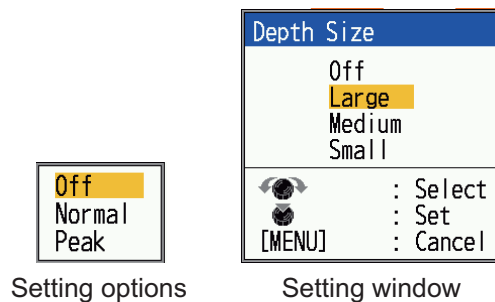 Off
Normal
Peak
Setting options
Depth Size
Off
Large
Medium
Small
: Select
: Set
[MENU] : Cancel
Setting window